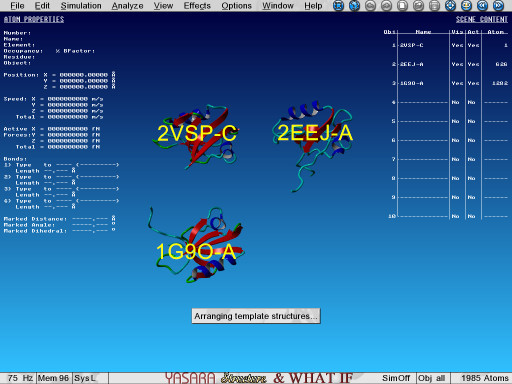 File Edit Simulation Analyze View Effects Options Window Help
ATOM PROPERTIES
SCENE CONTENT
Number:
Name:
Element:
Occupancy: % BFactor:
Residue:
Object:
Position: X = 000000,00000 Å
Y = 000000,00000 Å
Z = 000000,00000 Å
Speed: X = 0000000000 m/s
Y = 0000000000 m/s
Z = 0000000000 m/s
Total = 0000000000 m/s
Active X = 0000000000 fN
Forces:Y = 0000000000 fN
Z = 0000000000 fN
Total = 0000000000 fN
Bonds:
1) Type to ---- (---------)
Length --,--- Å
2) Type to ---- (---------)
Length --,--- Å
3) Type to ---- (---------)
Length --,--- Å
4) Type to ---- (---------)
Length --,--- Å
Marked Distance: -----,--- Å
Marked Angle: -----,--- º
Marked Dihedral: -----,--- º
Obj Name Vis Act Atom
1 2VSP-C Yes Yes 1
2 2EEJ-A Yes Yes 626
3 1G9O-A Yes Yes 1282
4 No No
5 No No
6 No No
7 No No
8 No No
9 No No
10 No No
2VSP-C
2EEJ-A
1G9O-A
Arranging template structures...
75 Hz Mem 96 Sys L YASARA Structure & WHAT IF SimOff Obj all 1985 Atoms